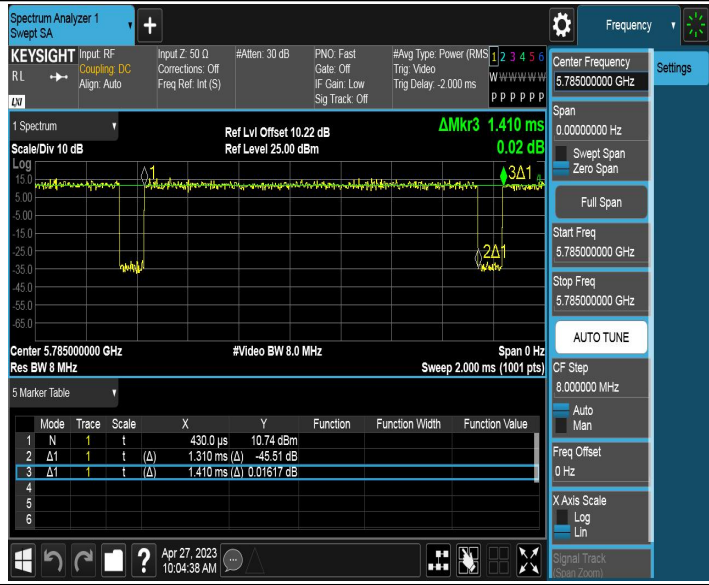 Spectrum Analyzer 1
Swept SA
+
Frequency
KEYSIGHT
RL
LXI
Input: RF
Coupling: DC
Align: Auto
Input Z: 50 Ω
Corrections: Off
Freq Ref: Int (S)
#Atten: 30 dB
PNO: Fast
Gate: Off
IF Gain: Low
Sig Track: Off
#Avg Type: Power (RMS
Trig: Video
Trig Delay: -2.000 ms
1 2 3 4 5 6
W W W W W W
P P P P P P
1 Spectrum
Scale/Div 10 dB
Ref Lvl Offset 10.22 dB
Ref Level 25.00 dBm
ΔMkr3 1.410 ms
0.02 dB
Log
15.0
5.00
-5.00
-15.0
-25.0
-35.0
-45.0
-55.0
-65.0
1
3Δ1
2Δ1
Center 5.785000000 GHz
#Video BW 8.0 MHz
Span 0 Hz
Res BW 8 MHz
Sweep 2.000 ms (1001 pts)
5 Marker Table
Mode Trace Scale X Y Function Function Width Function Value
1 N 1 t 430.0 µs 10.74 dBm
2 Δ1 1 t (Δ) 1.310 ms (Δ) -45.51 dB
3 Δ1 1 t (Δ) 1.410 ms (Δ) 0.01617 dB
4
5
6
?
Apr 27, 2023
10:04:38 AM
Center Frequency
5.785000000 GHz
Settings
Span
0.00000000 Hz
Swept Span
Zero Span
Full Span
Start Freq
5.785000000 GHz
Stop Freq
5.785000000 GHz
AUTO TUNE
CF Step
8.000000 MHz
Auto
Man
Freq Offset
0 Hz
X Axis Scale
Log
Lin
Signal Track
(Span Zoom)